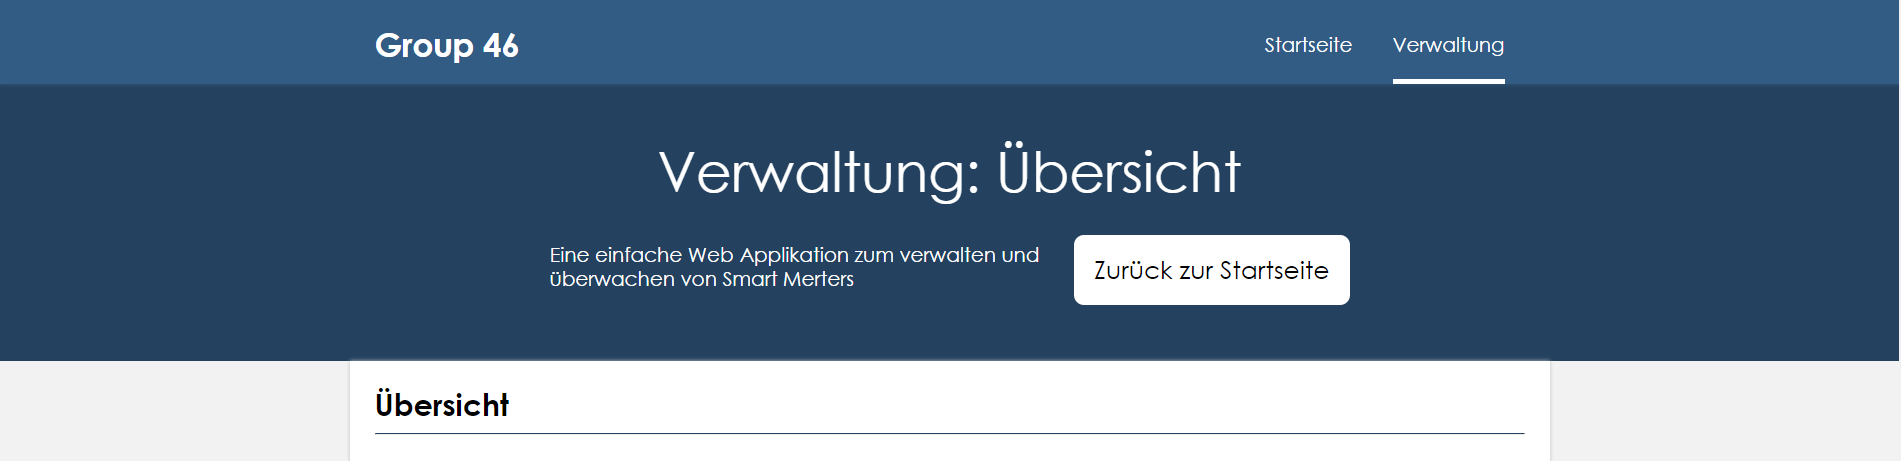 Group 46
Startseite Verwaltung
Verwaltung: Übersicht
Eine einfache Web Applikation zum verwalten und
überwachen von Smart Merters
Zurück zur Startseite
Übersicht